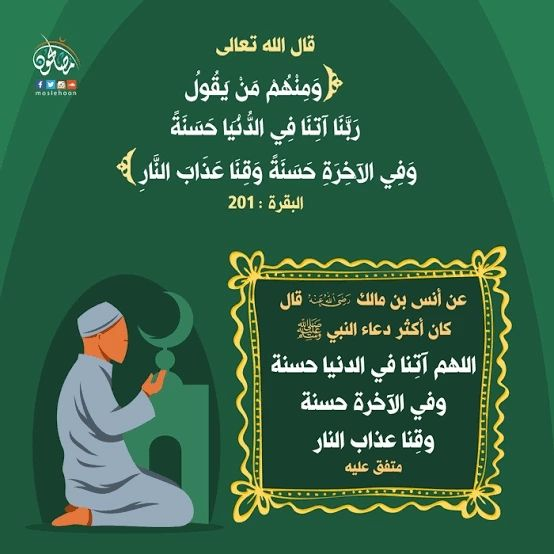 مصلحون
moslehoon
قال الله تعالى
﴿وَمِنْهُمْ مَنْ يَقُولُ
رَبَّنَا آتِنَا فِي الدُّنْيَا حَسَنَةً
وَفِي الآخِرَةِ حَسَنَةً وَقِنَا عَذَابَ النَّارِ﴾
البقرة : 201
عن أنس بن مالك رضي الله عنه قال
كان أكثر دعاء النبي ﷺ
اللهم آتِنا في الدنيا حسنة
وفي الآخرة حسنة
وقِنا عذاب النار
متفق عليه